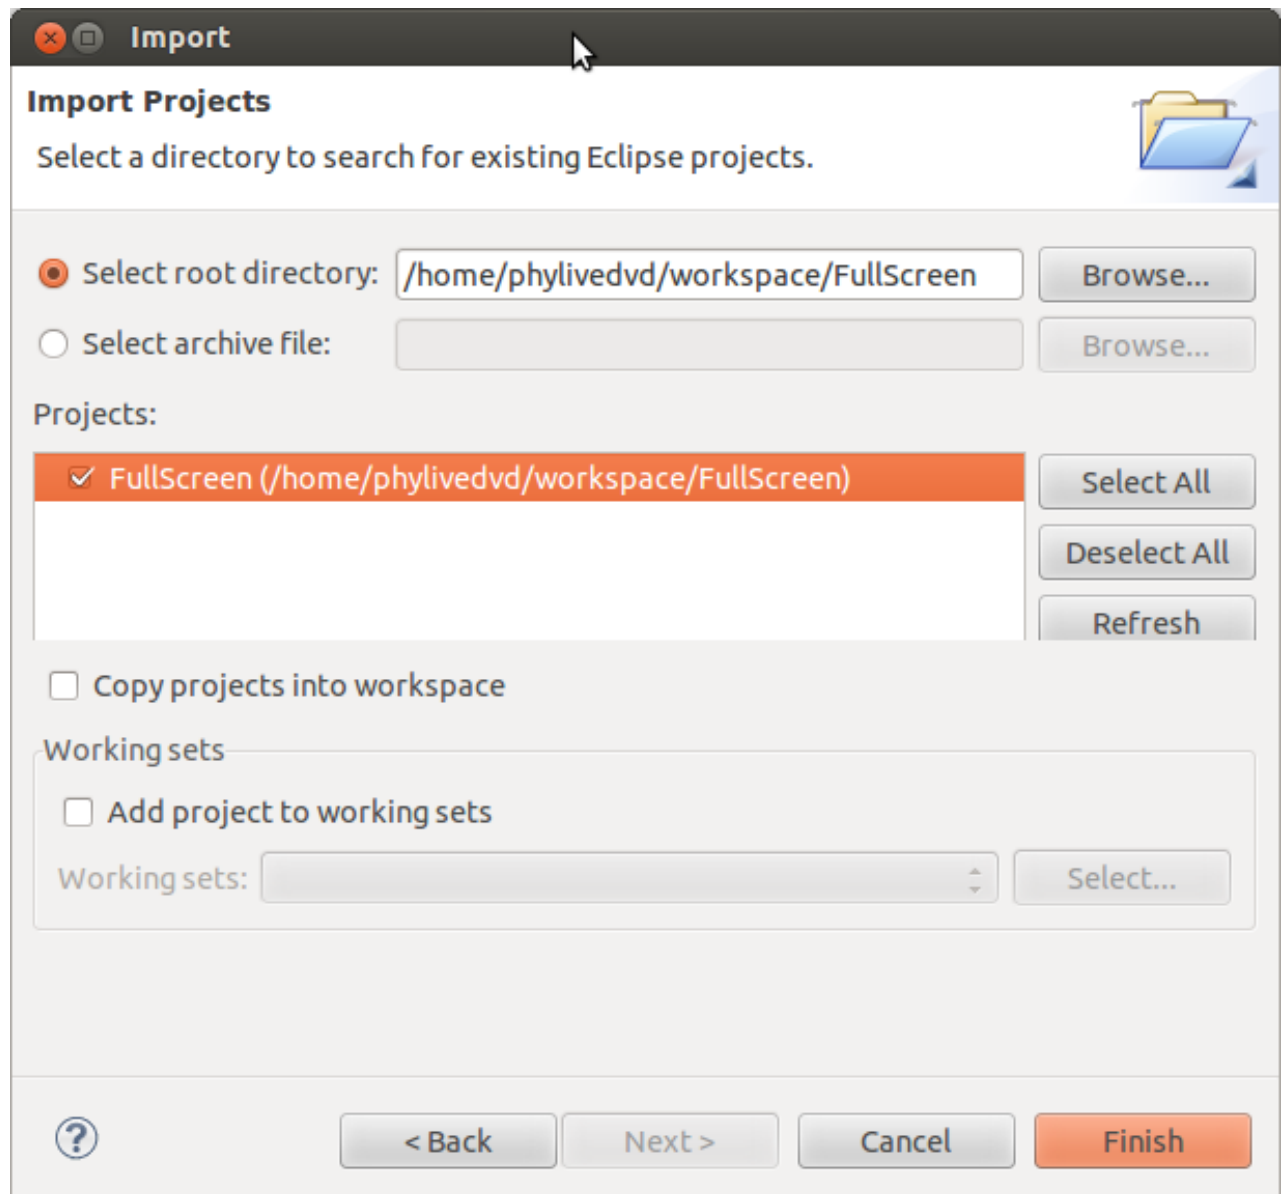 Import
Import Projects
Select a directory to search for existing Eclipse projects.
Select root directory: /home/phylivedvd/workspace/FullScreen Browse...
Select archive file: Browse...
Projects:
FullScreen (/home/phylivedvd/workspace/FullScreen)
Select All
Deselect All
Refresh
Copy projects into workspace
Working sets
Add project to working sets
Working sets: Select...
? < Back Next > Cancel Finish